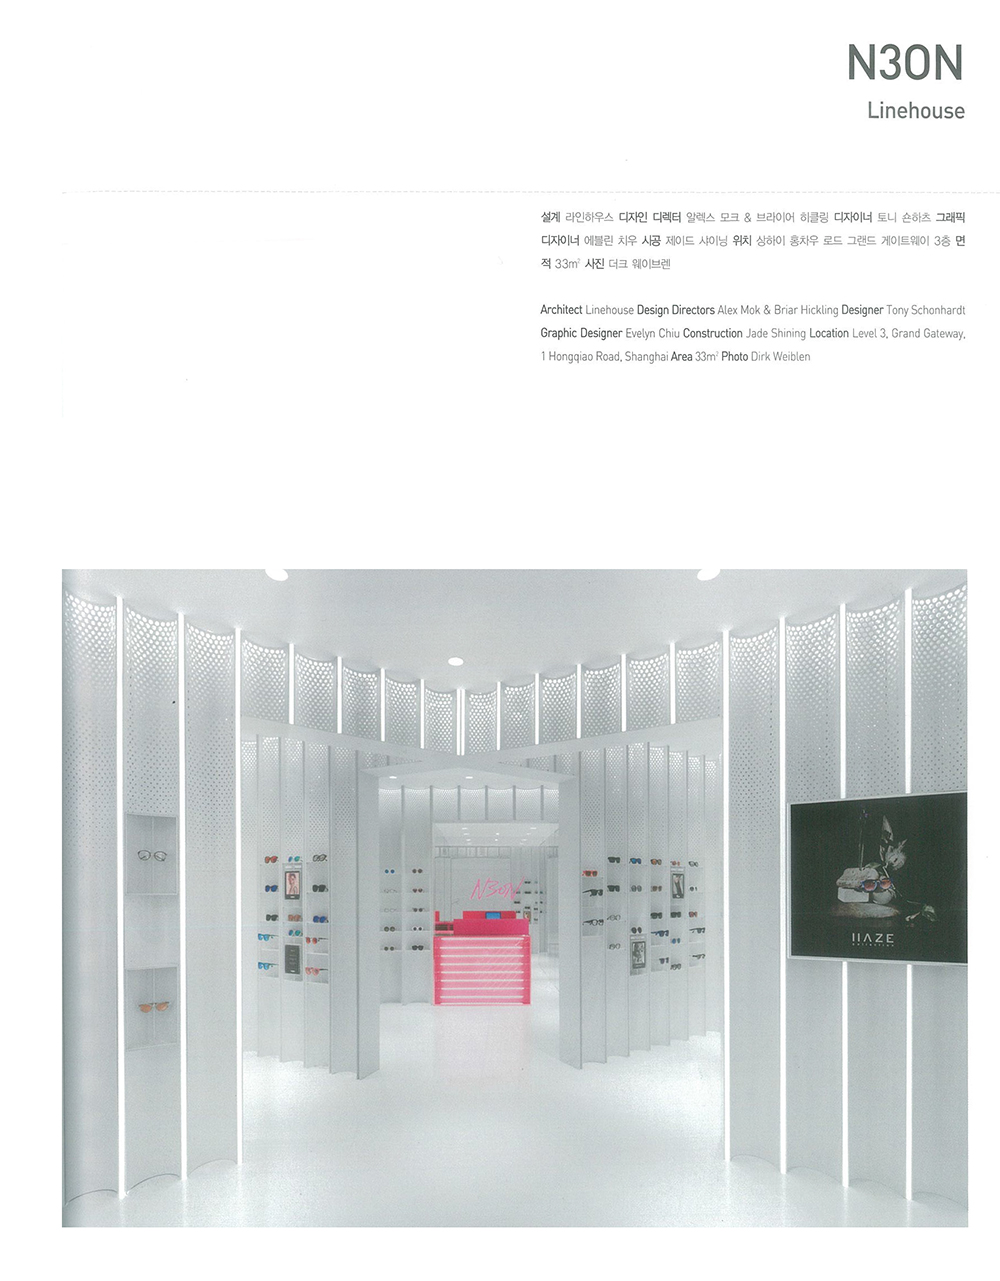 N3ON
Linehouse
설계 라인하우스 디자인 디렉터 알렉스 모크 & 브라이어 히클링 디자이너 토니 숀하츠 그래픽
디자이너 에블린 치우 시공 제이드 샤이닝 위치 상하이 홍차우 로드 그랜드 게이트웨이 3층 면
적 33m² 사진 더크 웨이브렌
Architect Linehouse Design Directors Alex Mok & Briar Hickling Designer Tony Schonhardt
Graphic Designer Evelyn Chiu Construction Jade Shining Location Level 3, Grand Gateway,
1 Hongqiao Road, Shanghai Area 33m² Photo Dirk Weiblen
N3ON
IIAZE